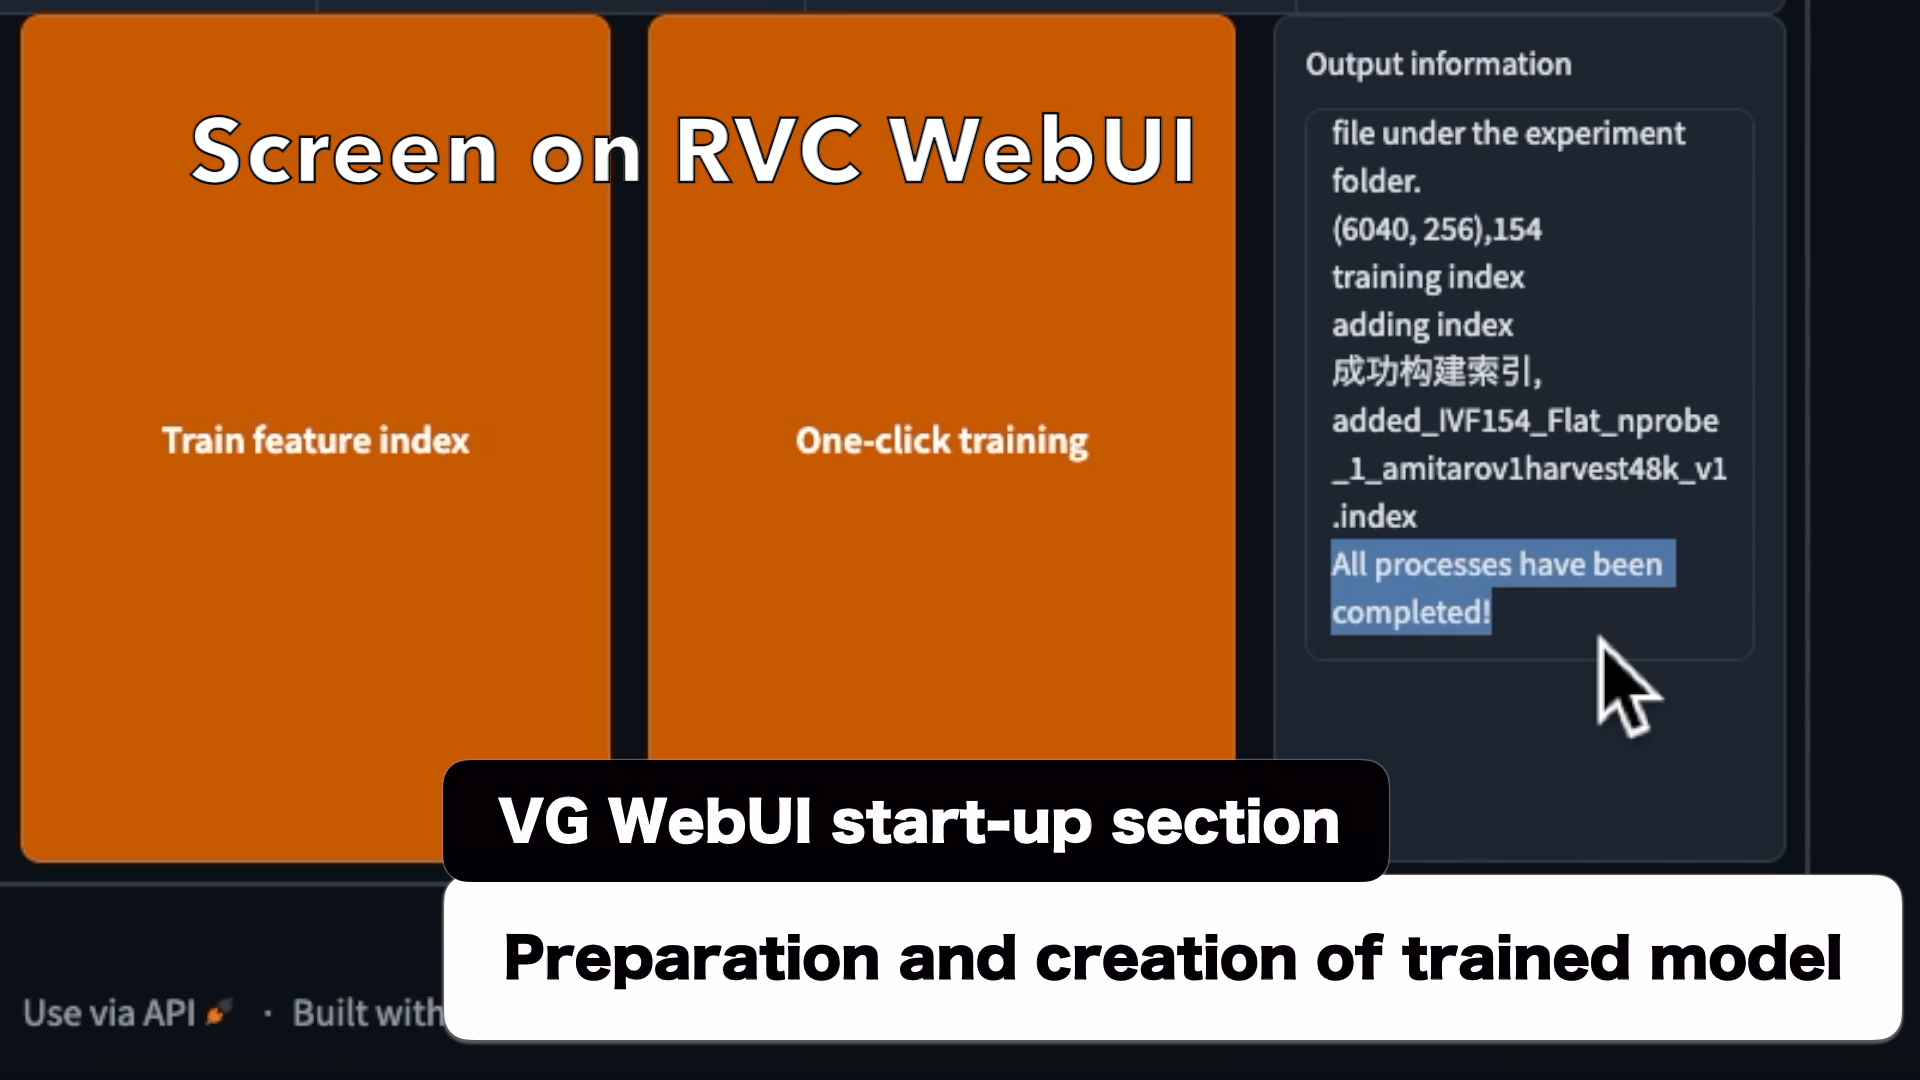 Screen on RVC WebUI
Train feature index
One-click training
Output information
file under the experiment
folder.
(6040, 256),154
training index
adding index
成功构建索引,
added_IVF154_Flat_nprobe
_1_amitarov1harvest48k_v1
.index
All processes have been
completed!
VG WebUI start-up section
Preparation and creation of trained model
Use via API · Built with